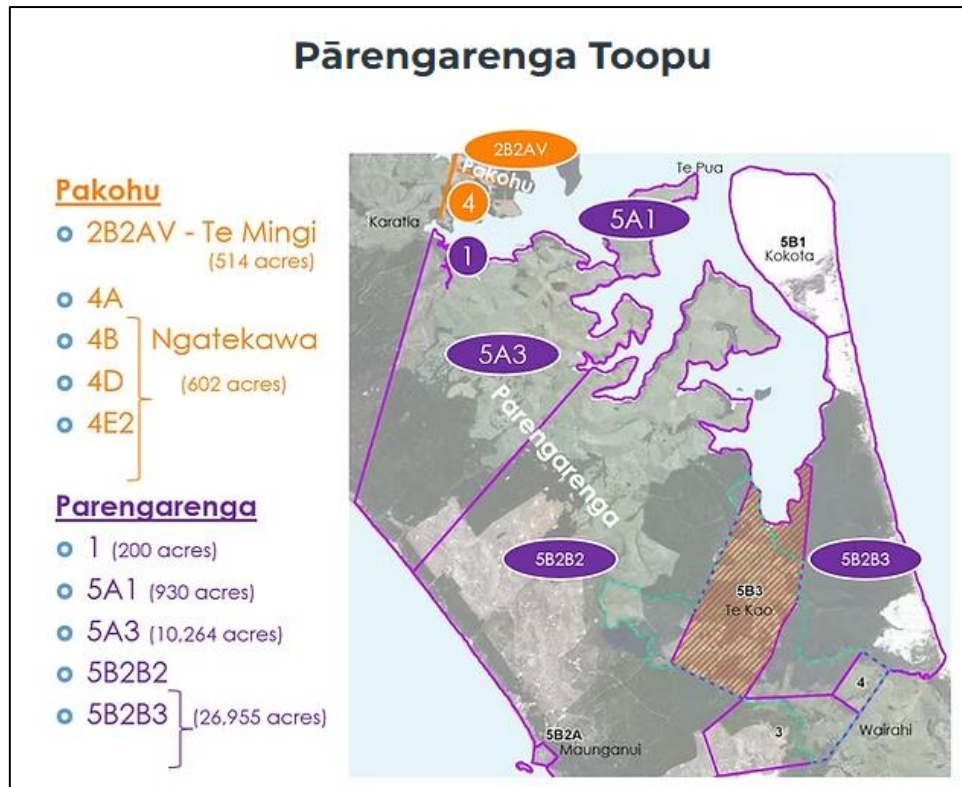 Pārengarenga Toopu
Pakohu
2B2AV - Te Mingi
(514 acres)
4A
4B
4D
4E2
Ngatekawa
(602 acres)
Parengarenga
1 (200 acres)
5A1 (930 acres)
5A3 (10,264 acres)
5B2B2
5B2B3
(26,955 acres)
2B2AV
Pakohu
Te Pua
4
Karatia
5A1
1
5B1
Kokota
5A3
Pārengarenga
5B2B2
5B2B3
5B3
Te Kao
4
3
Wairahi
5B2A
Maunganui